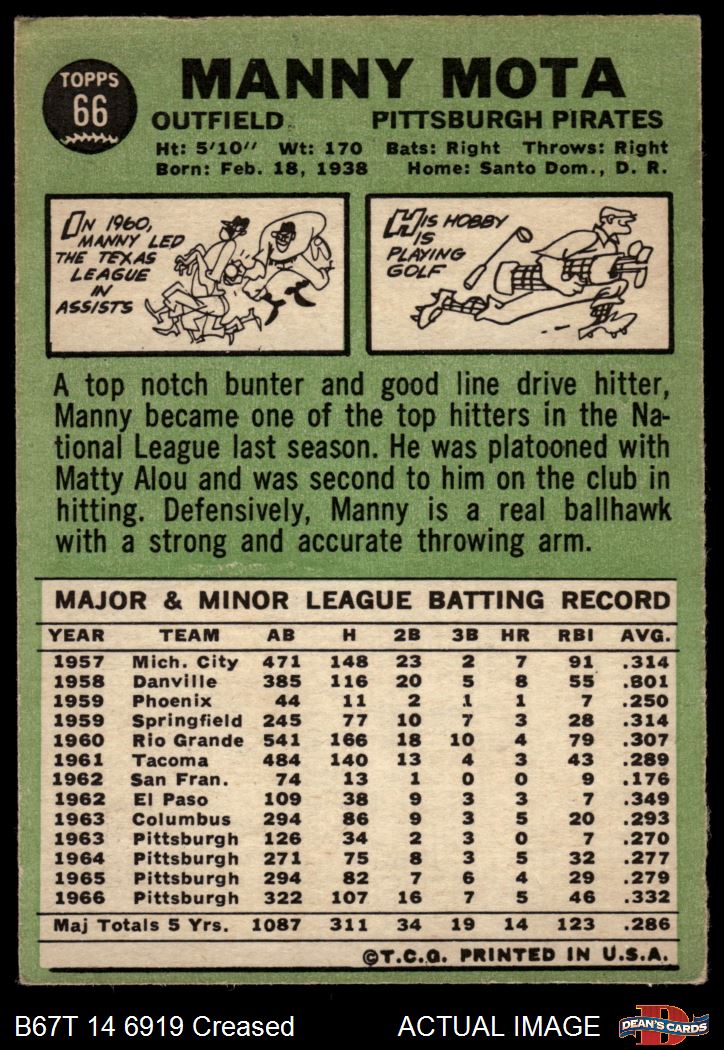 TOPPS
66
MANNY MOTA
OUTFIELD PITTSBURGH PIRATES
Ht: 5'10" Wt: 170 Bats: Right Throws: Right
Born: Feb. 18, 1938 Home: Santo Dom., D. R.
IN 1960,
MANNY LED
THE TEXAS
LEAGUE
IN
ASSISTS
HIS HOBBY
IS
PLAYING
GOLF
A top notch bunter and good line drive hitter,
Manny became one of the top hitters in the Na-
tional League last season. He was platooned with
Matty Alou and was second to him on the club in
hitting. Defensively, Manny is a real ballhawk
with a strong and accurate throwing arm.
MAJOR & MINOR LEAGUE BATTING RECORD
YEAR TEAM AB H 2B 3B HR RBI AVG.
1957 Mich. City 471 148 23 2 7 91 .314
1958 Danville 385 116 20 5 8 55 .801
1959 Phoenix 44 11 2 1 1 7 .250
1959 Springfield 245 77 10 7 3 28 .314
1960 Rio Grande 541 166 18 10 4 79 .307
1961 Tacoma 484 140 13 4 3 43 .289
1962 San Fran. 74 13 1 0 0 9 .176
1962 El Paso 109 38 9 3 3 7 .349
1963 Columbus 294 86 9 3 5 20 .293
1963 Pittsburgh 126 34 2 3 0 7 .270
1964 Pittsburgh 271 75 8 3 5 32 .277
1965 Pittsburgh 294 82 7 6 4 29 .279
1966 Pittsburgh 322 107 16 7 5 46 .332
Maj Totals 5 Yrs. 1087 311 34 19 14 123 .286
©T.C.G. PRINTED IN U.S.A.
B67T 14 6919 Creased ACTUAL IMAGE
D
DEAN'S CARDS